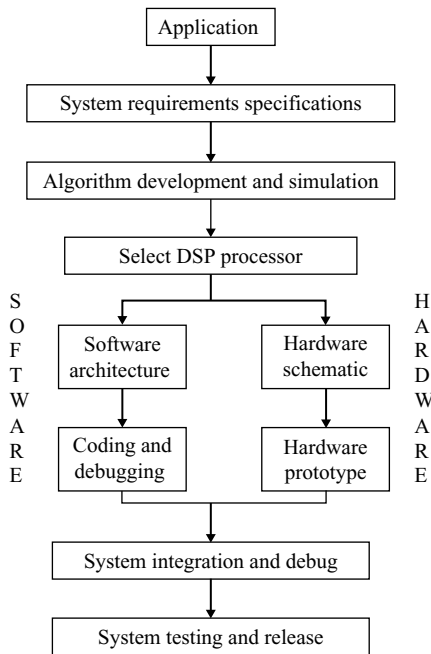 Application
System requirements specifications
Algorithm development and simulation
Select DSP processor
S
O
F
T
W
A
R
E
Software
architecture
Coding and
debugging
Hardware
schematic
Hardware
prototype
H
A
R
D
W
A
R
E
System integration and debug
System testing and release